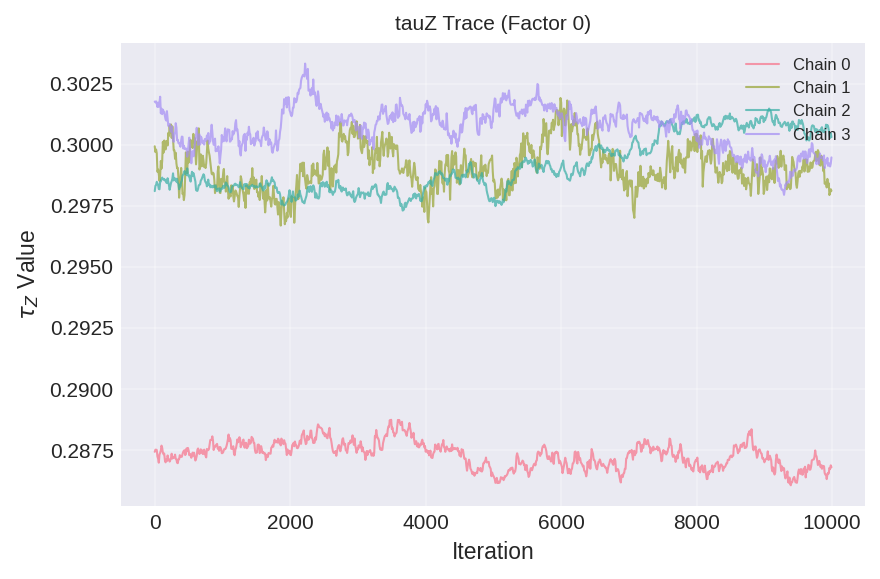 tauZ Trace (Factor 0)
0.3025
0.3000
0.2975
0.2950
0.2925
0.2900
0.2875
τZ Value
Chain 0
Chain 1
Chain 2
Chain 3
0 2000 4000 6000 8000 10000
Iteration